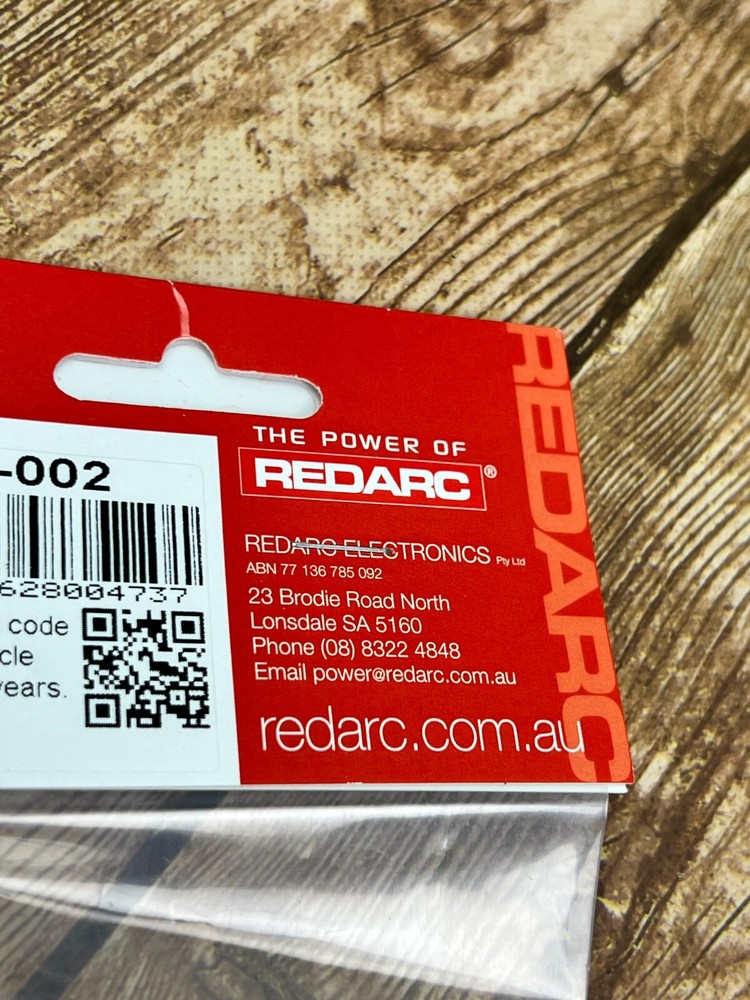 THE POWER OF
REDARC®
REDARC ELECTRONICS Pty Ltd
ABN 77 136 785 092
23 Brodie Road North
Lonsdale SA 5160
Phone (08) 8322 4848
Email power@redarc.com.au
redarc.com.au
REDARC
-002
628004737
code
cle
years.